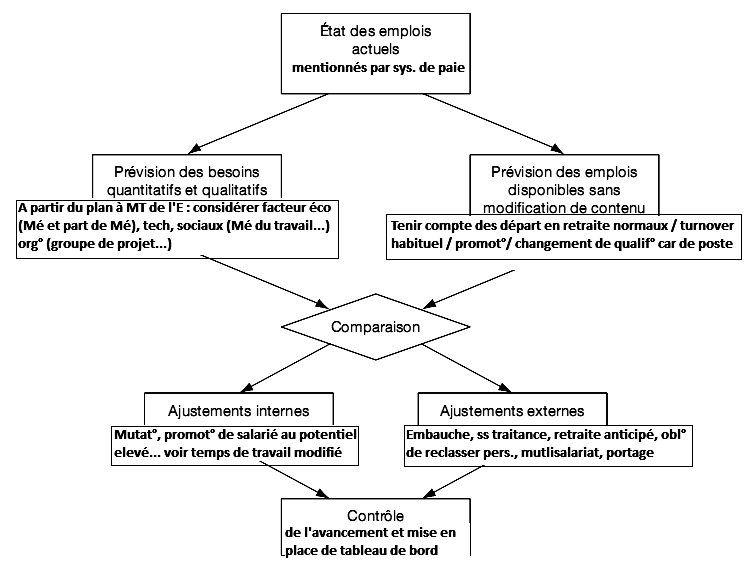 État des emplois
actuels
mentionnés par sys. de paie
Prévision des besoins
quantitatifs et qualitatifs
A partir du plan à MT de l'E : considérer facteur éco
(Mé et part de Mé), tech, sociaux (Mé du travail...)
org° (groupe de projet...)
Prévision des emplois
disponibles sans
modification de contenu
Tenir compte des départ en retraite normaux / turnover
habituel / promot°/ changement de qualif° car de poste
Comparaison
Ajustements internes
Mutat°, promot° de salarié au potentiel
elevé... voir temps de travail modifié
Ajustements externes
Embauche, ss traitance, retraite anticipé, obl°
de reclasser pers., mutlisalariat, portage
Contrôle
de l'avancement et mise en
place de tableau de bord